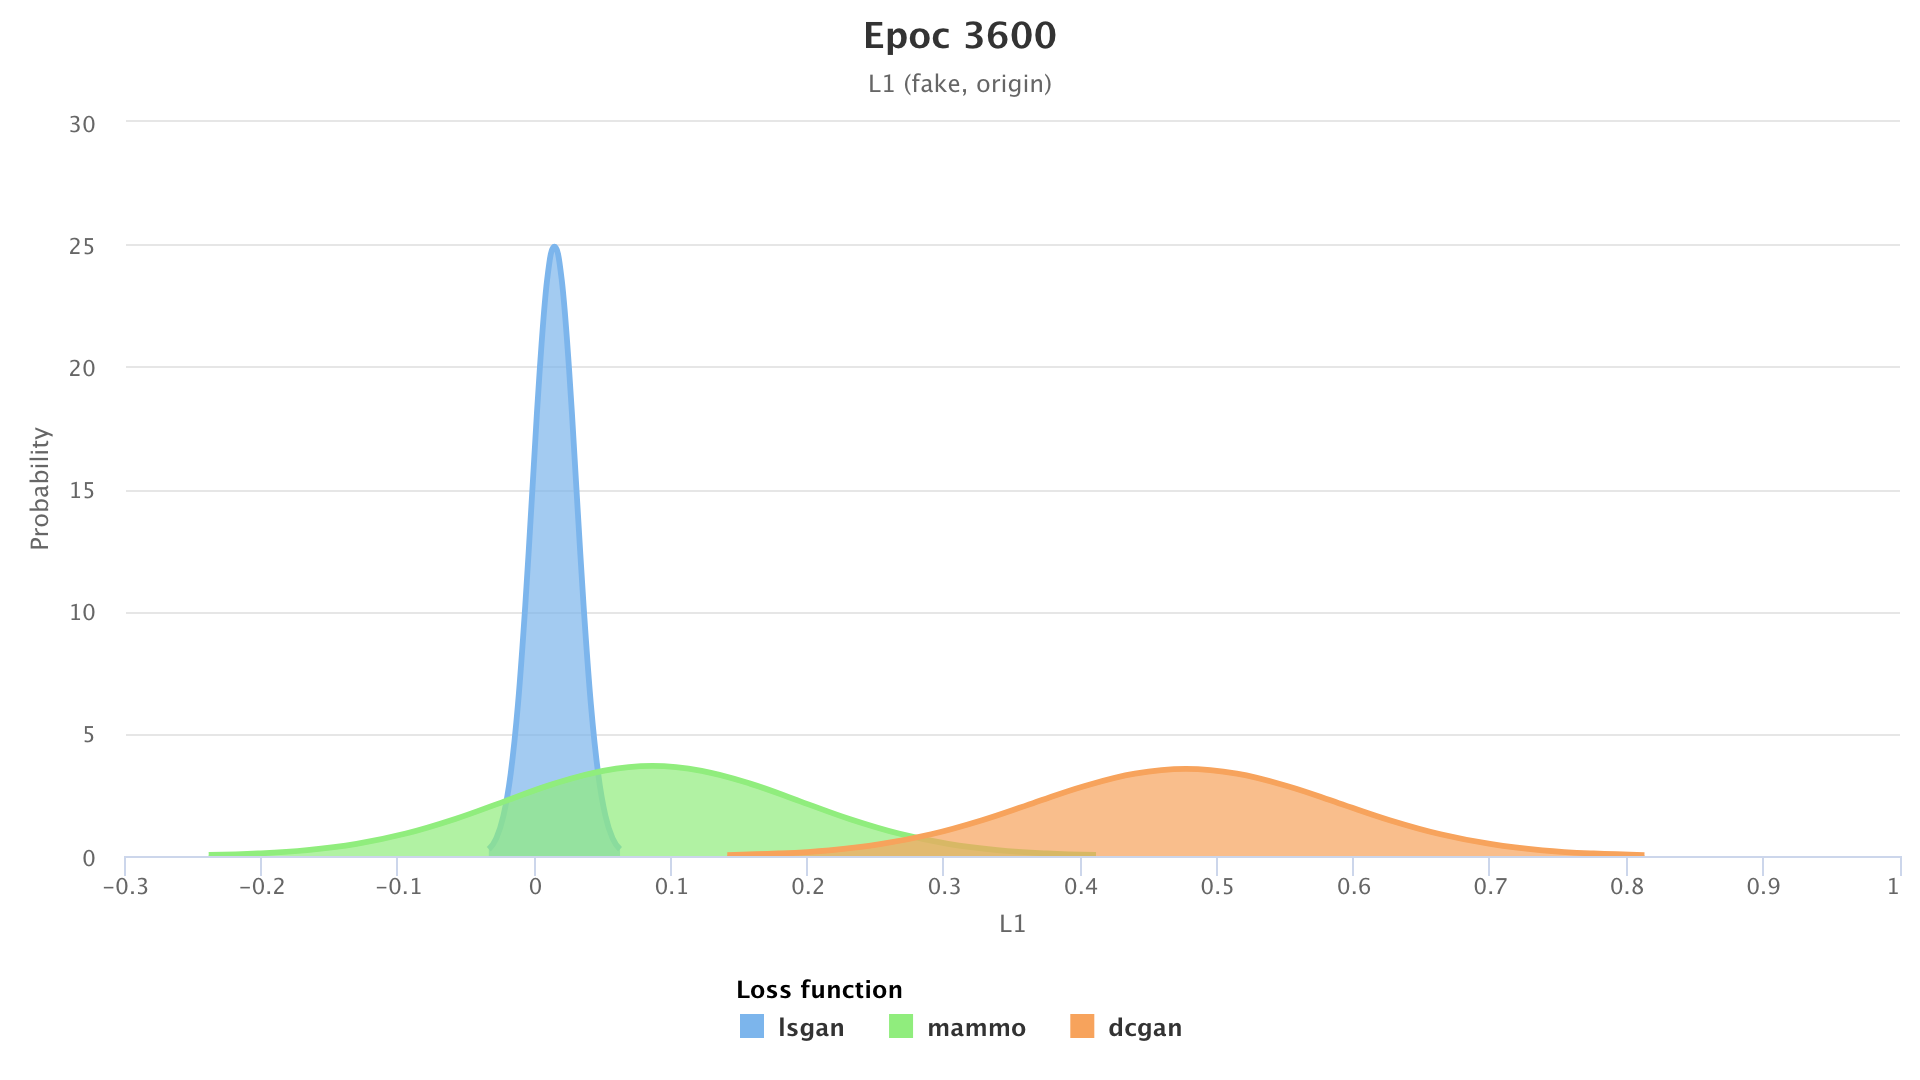 Epoc 3600
L1 (fake, origin)
30
25
20
15
10
5
0
Probability
−0.3 −0.2 −0.1 0 0.1 0.2 0.3 0.4 0.5 0.6 0.7 0.8 0.9 1
L1
Loss function
lsgan mammo dcgan